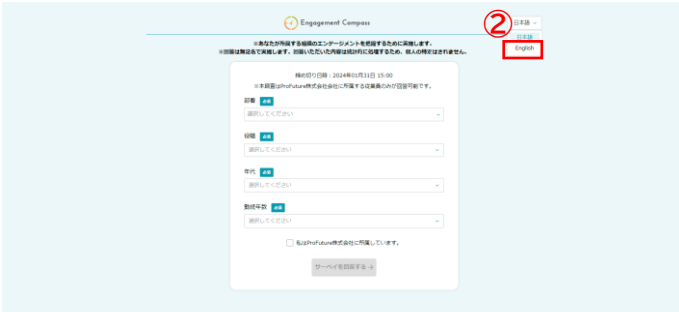 Engagement Compass
② 日本語
日本語
English
※あなたが所属する組織のエンゲージメントを把握するために実施します。
※回答は無記名で実施します。回答いただいた内容は統計的に処理するため、個人の特定はされません。
締め切り日時：2024年01月31日 15:00
※本調査はProFuture株式会社会社に所属する従業員のみが回答可能です。
部署 必須
選択してください
役職 必須
選択してください
年代 必須
選択してください
勤続年数 必須
選択してください
私はProFuture株式会社に所属しています。
サーベイを回答する →